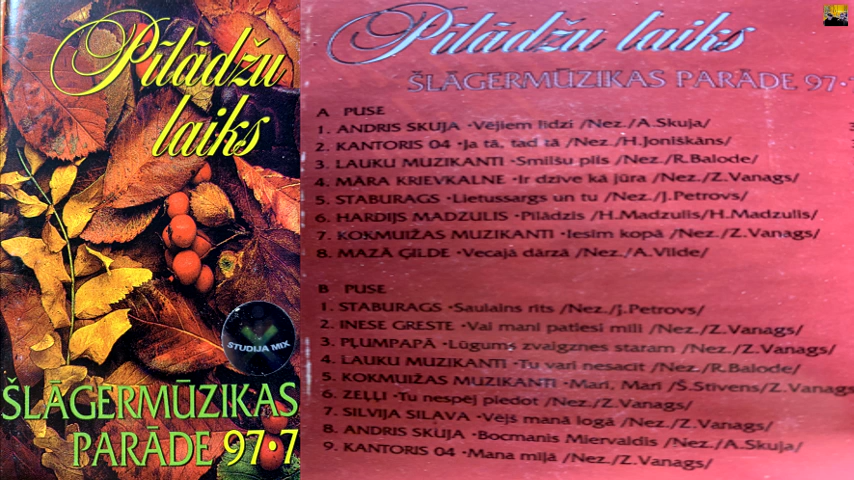 Pīlādžu
laiks
STUDIJA MIX
ŠLĀGERMŪZIKAS
PARĀDE 97•7
Pīlādžu laiks
ŠLĀGERMŪZIKAS PARĀDE 97•7
A PUSE
1. ANDRIS SKUJA •Vējiem līdzi /Nez./A.Skuja/
2. KANTORIS 04 •Ja tā, tad tā /Nez./H.Joniškāns/
3. LAUKU MUZIKANTI •Smilšu pils /Nez./R.Balode/
4. MĀRA KRIEVKALNE •Ir dzīve kā jūra /Nez./Z.Vanags/
5. STABURAGS •Lietussargs un tu /Nez./J.Petrovs/
6. HARDIJS MADZULIS •Pīlādzis /H.Madzulis/H.Madzulis/
7. KOKMUIŽAS MUZIKANTI •Iesim kopā /Nez./Z.Vanags/
8. MAZĀ ĢILDE •Vecajā dārzā /Nez./A.Vilde/
B PUSE
1. STABURAGS •Saulains rīts /Nez./J.Petrovs/
2. INESE GRESTE •Vai mani patiesi mīli /Nez./Z.Vanags/
3. PĻUMPAPĀ •Lūgums zvaigznes staram /Nez./Z.Vanags/
4. LAUKU MUZIKANTI •Tu vari nesacīt /Nez./R.Balode/
5. KOKMUIŽAS MUZIKANTI •Marī, Marī /Š.Stīvens/Z.Vanags
6. ZEĻĻI •Tu nespēj piedot /Nez./Z.Vanags/
7. SILVIJA SILAVA •Vējš manā logā /Nez./Z.Vanags/
8. ANDRIS SKUJA •Bocmanis Miervaldis /Nez./A.Skuja/
9. KANTORIS 04 •Mana mīļā /Nez./Z.Vanags/